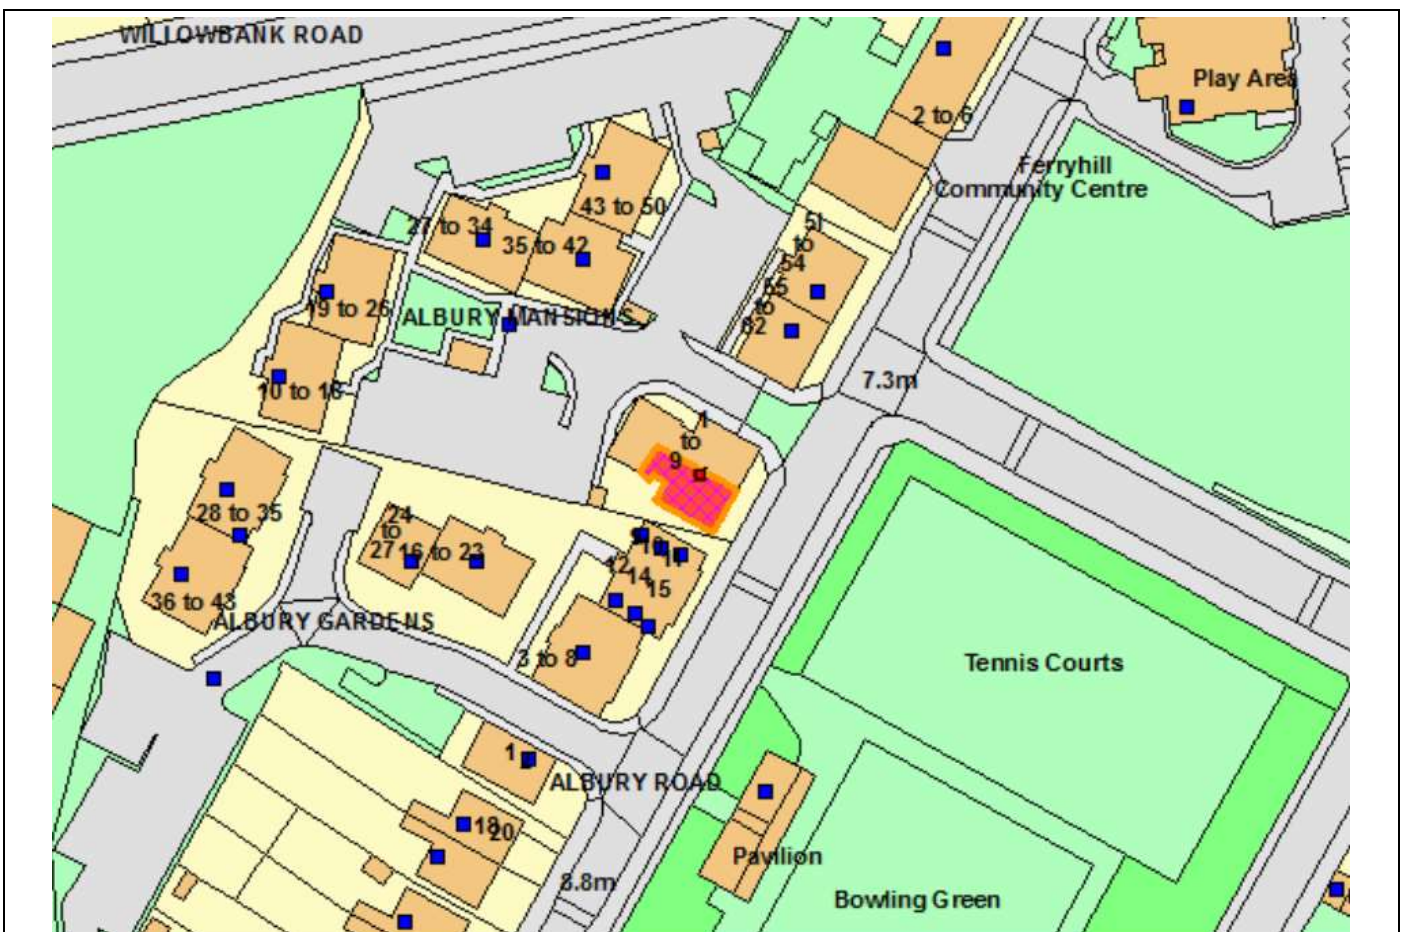 WILLOWBANK ROAD
Play Area
2 to 6
Ferryhill
Community Centre
43 to 50
27 to 34
35 to 42
51
to
54
55
to
62
19 to 26
ALBURY MANSIONS
10 to 18
7.3m
1
to
9
28 to 35
24
to
27
16 to 23
9
10
11
12
14
15
36 to 43
ALBURY GARDENS
3 to 8
Tennis Courts
1
ALBURY ROAD
18
20
Pavilion
8.8m
Bowling Green